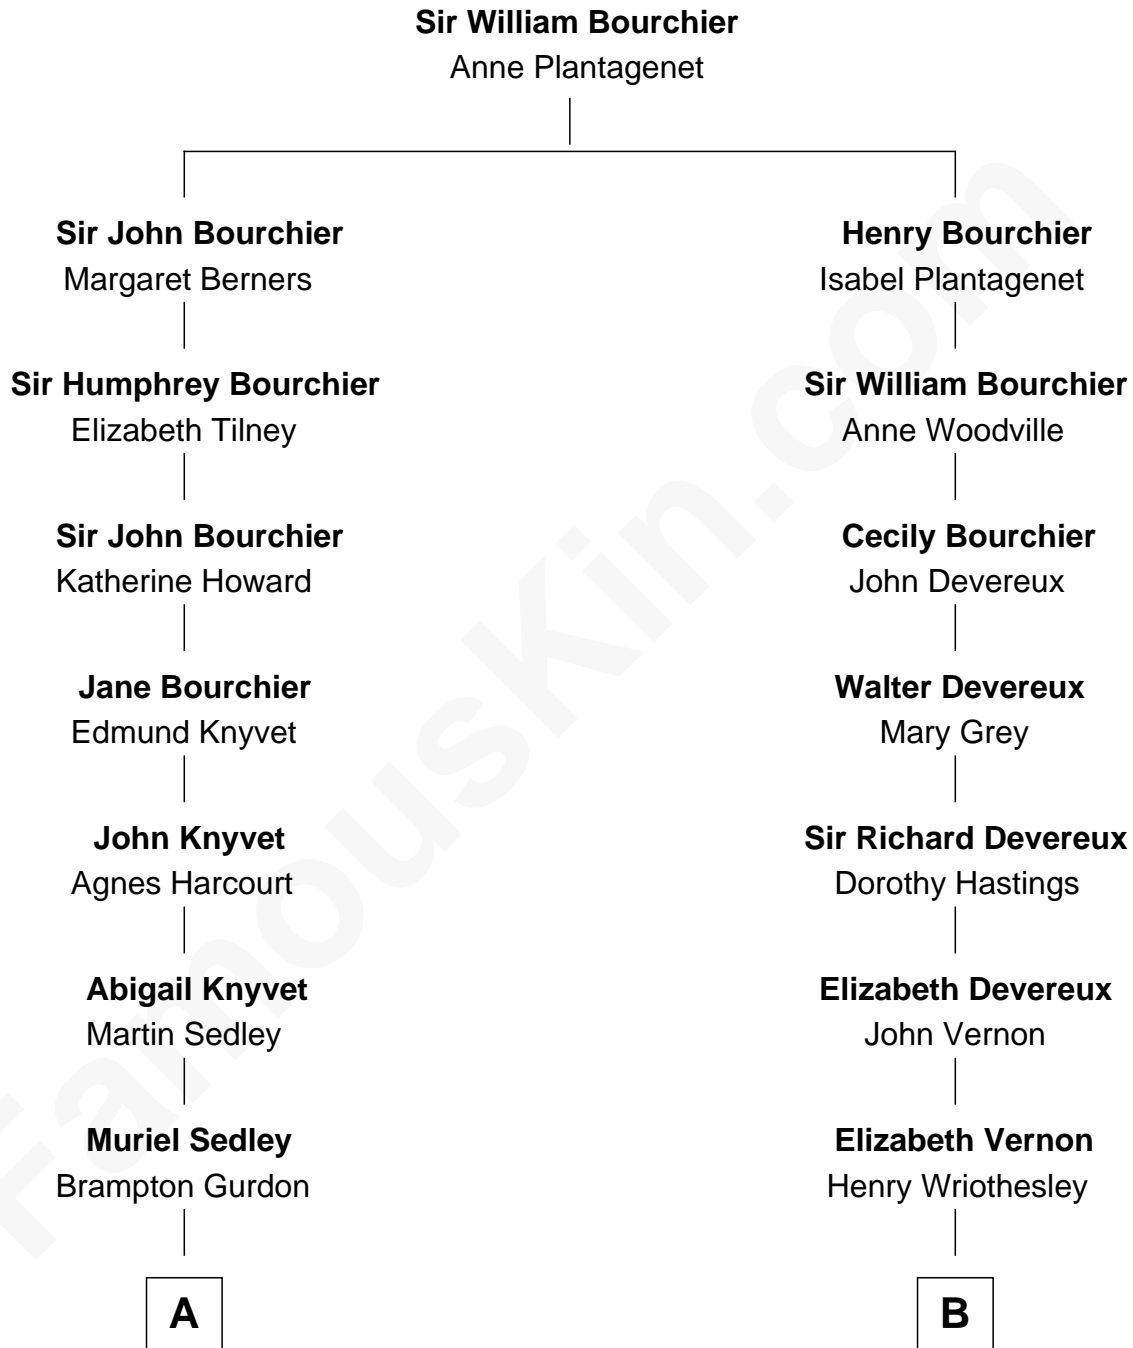 Sir William Bourchier
Anne Plantagenet
Sir John Bourchier
Margaret Berners
Henry Bourchier
Isabel Plantagenet
Sir Humphrey Bourchier
Elizabeth Tilney
Sir William Bourchier
Anne Woodville
Sir John Bourchier
Katherine Howard
Cecily Bourchier
John Devereux
Jane Bourchier
Edmund Knyvet
Walter Devereux
Mary Grey
John Knyvet
Agnes Harcourt
Sir Richard Devereux
Dorothy Hastings
Abigail Knyvet
Martin Sedley
Elizabeth Devereux
John Vernon
Muriel Sedley
Brampton Gurdon
Elizabeth Vernon
Henry Wriothesley
A
B
FamousKin.com